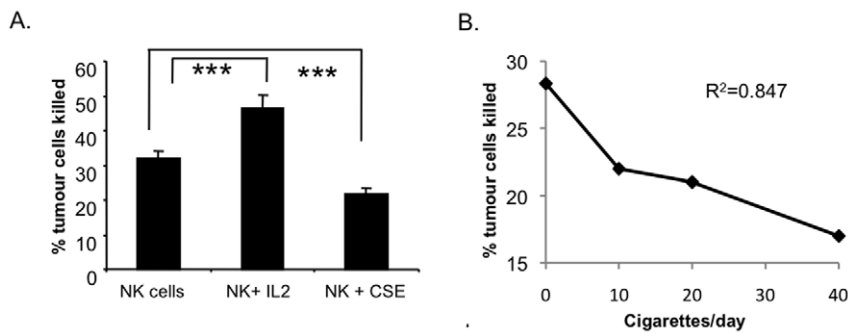 A.
% tumour cells killed
60
50
40
30
20
10
0
***
***
NK cells
NK+ IL2
NK + CSE
B.
% tumour cells killed
30
25
20
15
R²=0.847
0
10
20
30
40
Cigarettes/day